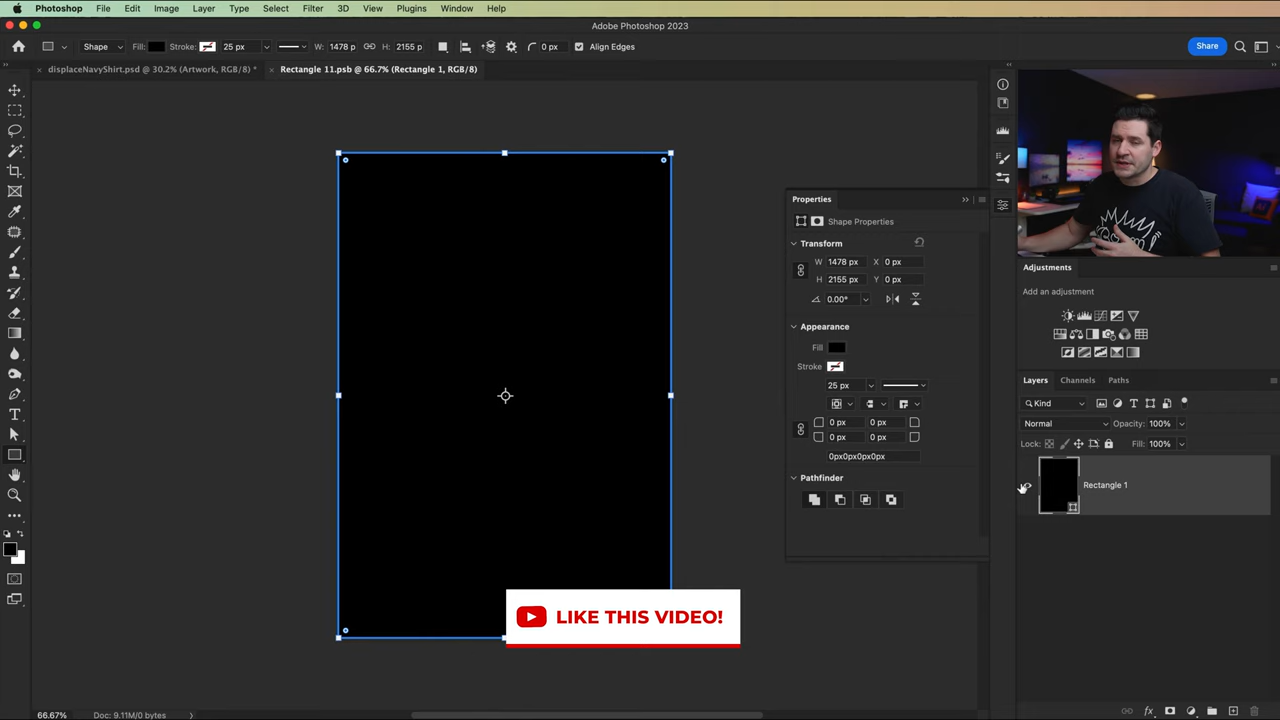 Photoshop File Edit Image Layer Type Select Filter 3D View Plugins Window Help
Adobe Photoshop 2023
Shape Fill: Stroke: 25 px W: 1478 p H: 2155 p 0 px Align Edges Share
displaceNavyShirt.psd @ 30.2% (Artwork, RGB/8) * Rectangle 11.psb @ 66.7% (Rectangle 1, RGB/8)
Properties
Shape Properties
Transform
W 1478 px X 0 px
H 2155 px Y 0 px
0.00°
Appearance
Fill
Stroke
25 px
0 px 0 px
0 px 0 px
0px0px0px0px
Pathfinder
Adjustments
Add an adjustment
Layers Channels Paths
Kind
Normal Opacity: 100%
Lock: Fill: 100%
Rectangle 1
LIKE THIS VIDEO!
66.67% Doc: 9.11M/0 bytes